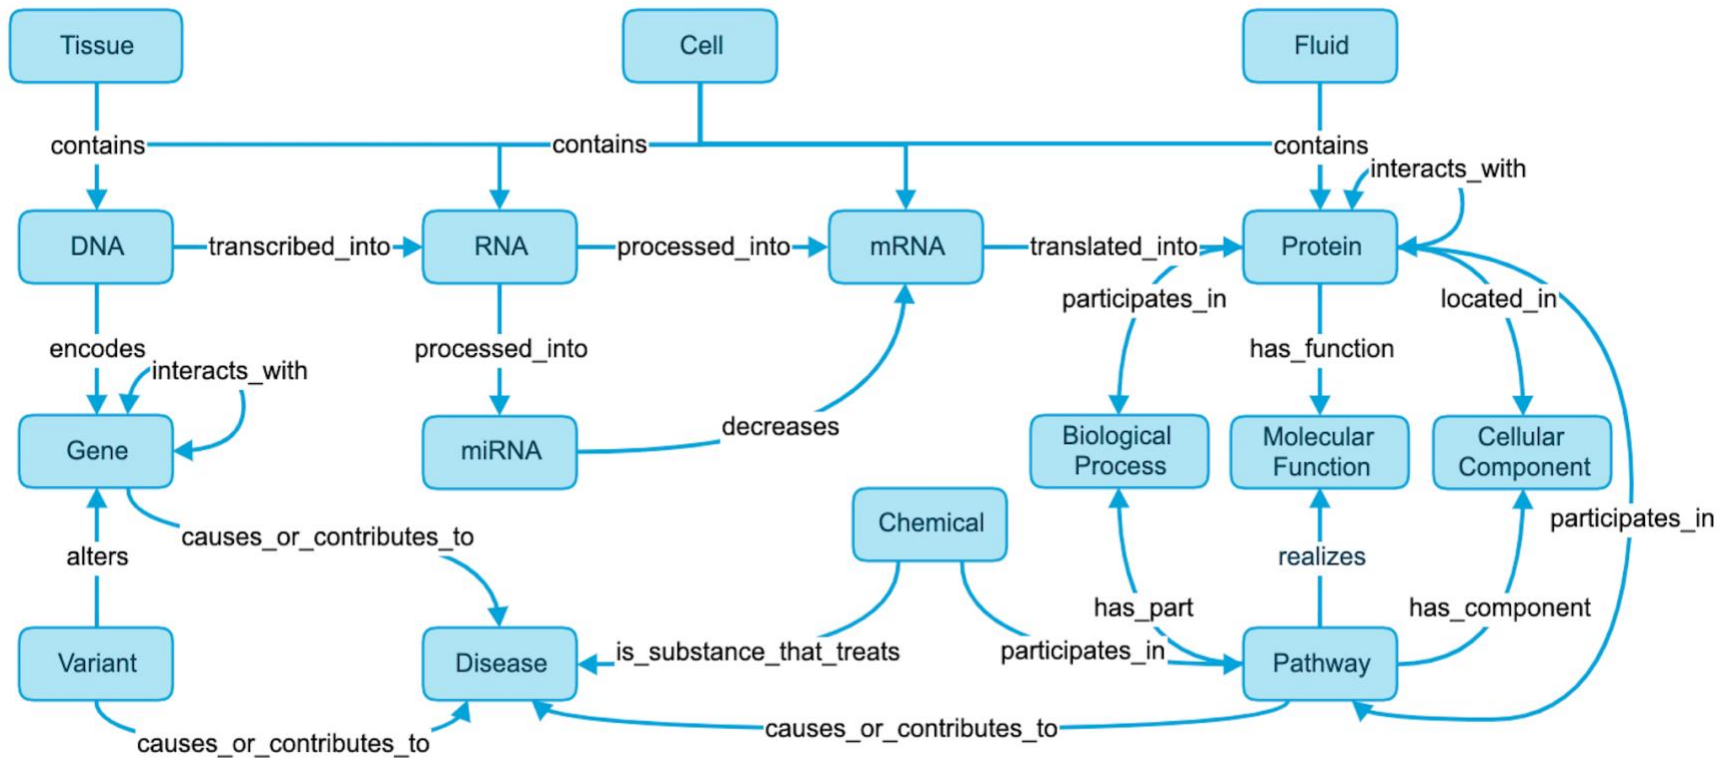 Tissue
Cell
Fluid
contains
contains
contains
interacts_with
DNA
transcribed_into
RNA
processed_into
mRNA
translated_into
Protein
participates_in
located_in
encodes
processed_into
has_function
interacts_with
decreases
Gene
miRNA
Biological
Process
Molecular
Function
Cellular
Component
Chemical
participates_in
causes_or_contributes_to
alters
realizes
has_part
has_component
Variant
Disease
is_substance_that_treats
participates_in
Pathway
causes_or_contributes_to
causes_or_contributes_to